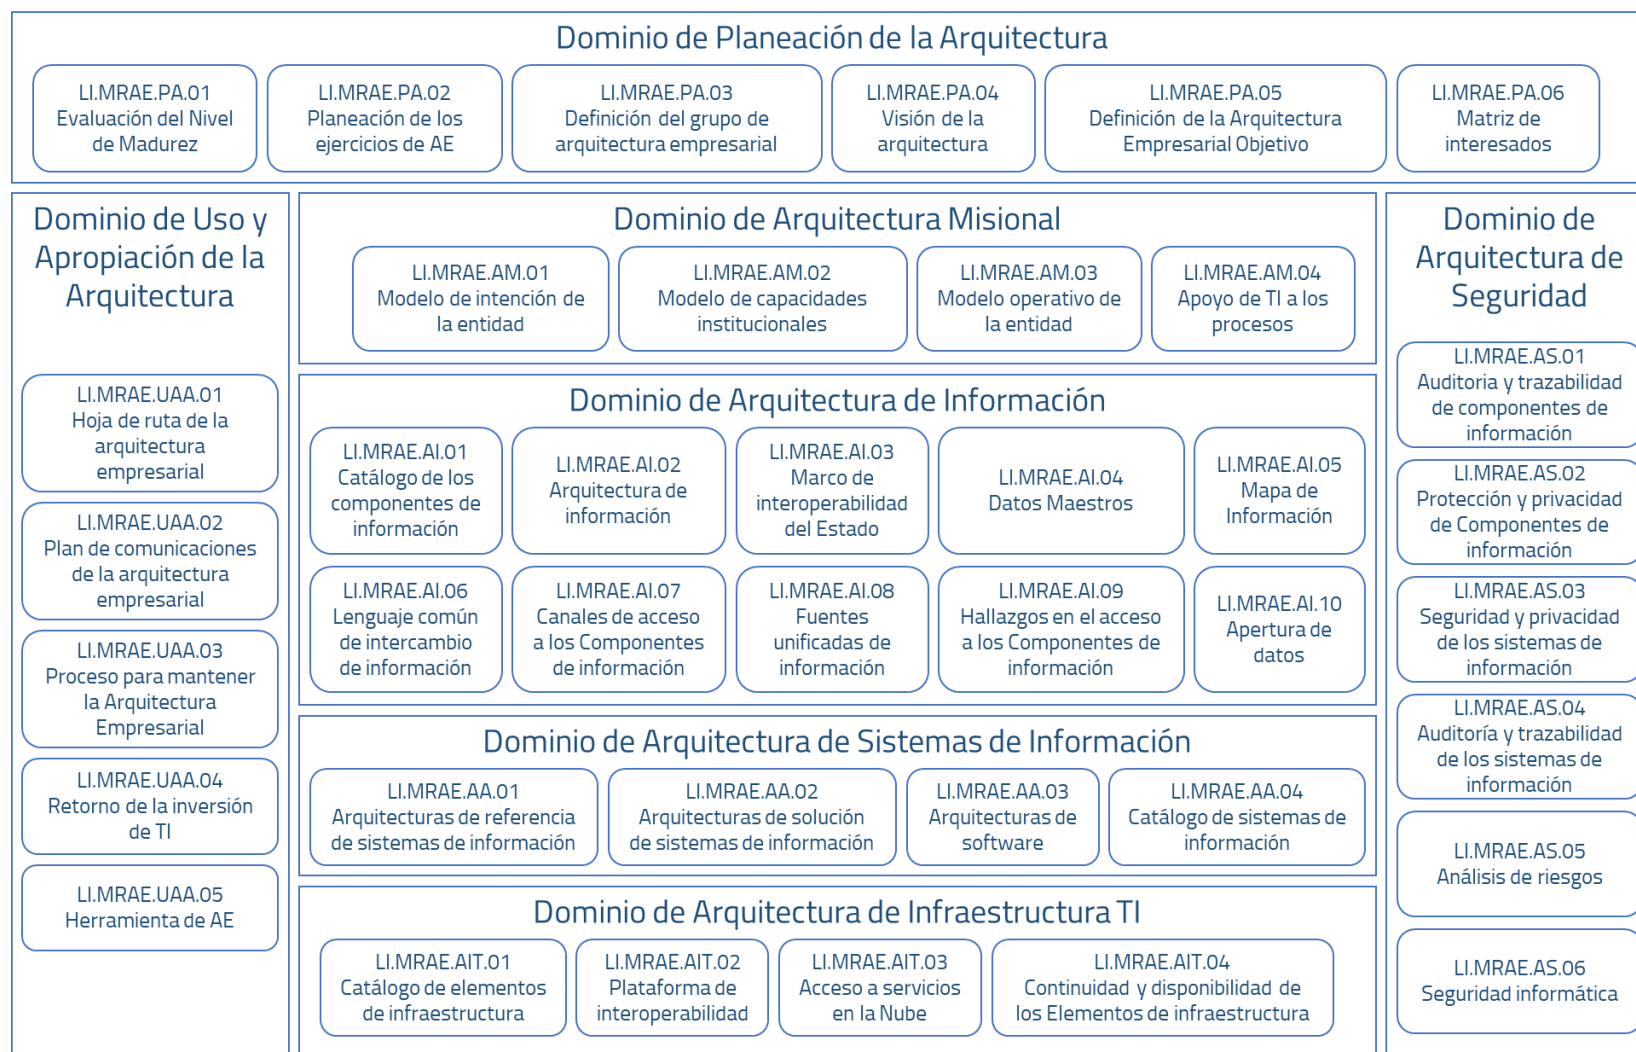 Dominio de Planeación de la Arquitectura
LI.MRAE.PA.01
Evaluación del Nivel
de Madurez
LI.MRAE.PA.02
Planeación de los
ejercicios de AE
LI.MRAE.PA.03
Definición del grupo de
arquitectura empresarial
LI.MRAE.PA.04
Visión de la
arquitectura
LI.MRAE.PA.05
Definición de la Arquitectura
Empresarial Objetivo
LI.MRAE.PA.06
Matriz de
interesados
Dominio de Uso y
Apropiación de la
Arquitectura
LI.MRAE.UAA.01
Hoja de ruta de la
arquitectura
empresarial
LI.MRAE.UAA.02
Plan de comunicaciones
de la arquitectura
empresarial
LI.MRAE.UAA.03
Proceso para mantener
la Arquitectura
Empresarial
LI.MRAE.UAA.04
Retorno de la inversión
de TI
LI.MRAE.UAA.05
Herramienta de AE
Dominio de Arquitectura Misional
LI.MRAE.AM.01
Modelo de intención de
la entidad
LI.MRAE.AM.02
Modelo de capacidades
institucionales
LI.MRAE.AM.03
Modelo operativo de
la entidad
LI.MRAE.AM.04
Apoyo de TI a los
procesos
Dominio de Arquitectura de Información
LI.MRAE.AI.01
Catálogo de los
componentes de
información
LI.MRAE.AI.02
Arquitectura de
información
LI.MRAE.AI.03
Marco de
interoperabilidad
del Estado
LI.MRAE.AI.04
Datos Maestros
LI.MRAE.AI.05
Mapa de
Información
LI.MRAE.AI.06
Lenguaje común
de intercambio
de información
LI.MRAE.AI.07
Canales de acceso
a los Componentes
de información
LI.MRAE.AI.08
Fuentes
unificadas de
información
LI.MRAE.AI.09
Hallazgos en el acceso
a los Componentes de
información
LI.MRAE.AI.10
Apertura de
datos
Dominio de Arquitectura de Sistemas de Información
LI.MRAE.AA.01
Arquitecturas de referencia
de sistemas de información
LI.MRAE.AA.02
Arquitecturas de solución
de sistemas de información
LI.MRAE.AA.03
Arquitecturas de
software
LI.MRAE.AA.04
Catálogo de sistemas de
información
Dominio de Arquitectura de Infraestructura TI
LI.MRAE.AIT.01
Catálogo de elementos
de infraestructura
LI.MRAE.AIT.02
Plataforma de
interoperabilidad
LI.MRAE.AIT.03
Acceso a servicios
en la Nube
LI.MRAE.AIT.04
Continuidad y disponibilidad de
los Elementos de infraestructura
Dominio de
Arquitectura de
Seguridad
LI.MRAE.AS.01
Auditoria y trazabilidad
de componentes de
información
LI.MRAE.AS.02
Protección y privacidad
de Componentes de
información
LI.MRAE.AS.03
Seguridad y privacidad
de los sistemas de
información
LI.MRAE.AS.04
Auditoría y trazabilidad
de los sistemas de
información
LI.MRAE.AS.05
Análisis de riesgos
LI.MRAE.AS.06
Seguridad informática